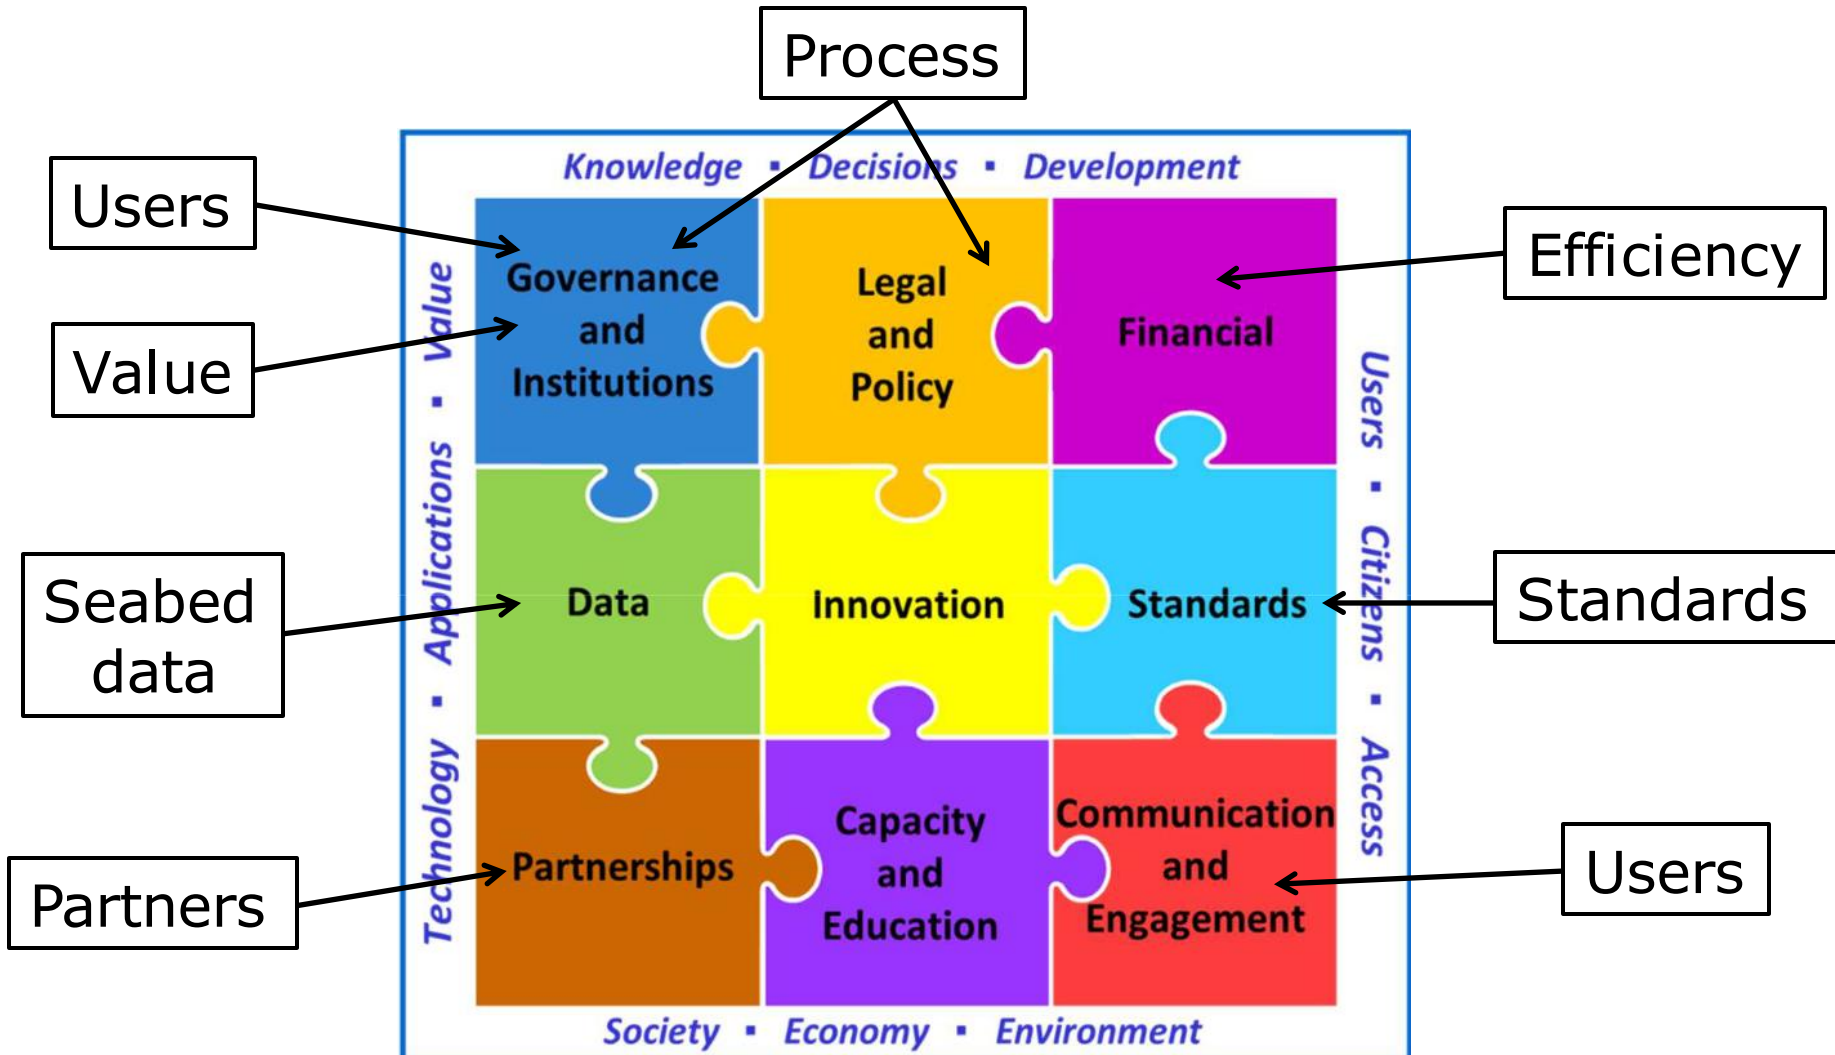 Process
Knowledge ▪ Decisions ▪ Development
Users
Value
Seabed
data
Partners
Technology ▪ Applications ▪ Value
Governance
and
Institutions
Legal
and
Policy
Financial
Data
Innovation
Standards
Partnerships
Capacity
and
Education
Communication
and
Engagement
Users ▪ Citizens ▪ Access
Efficiency
Standards
Users
Society ▪ Economy ▪ Environment